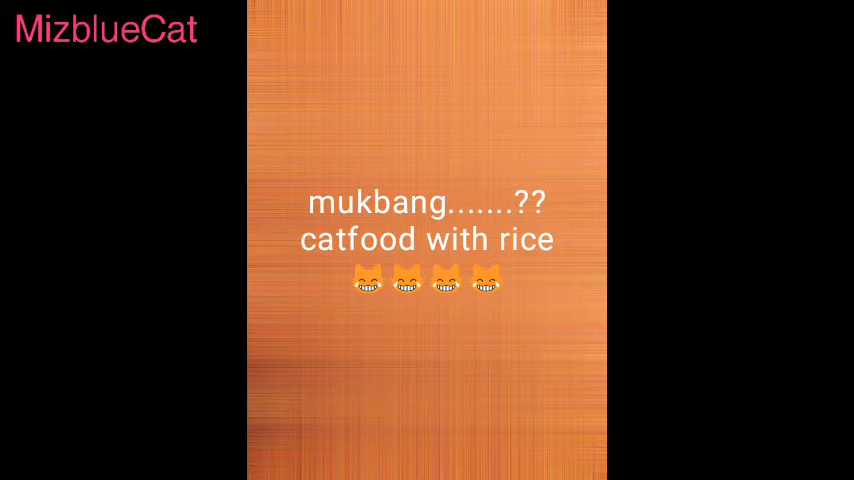 MizblueCat
mukbang.......??
catfood with rice
😹😹😹😹